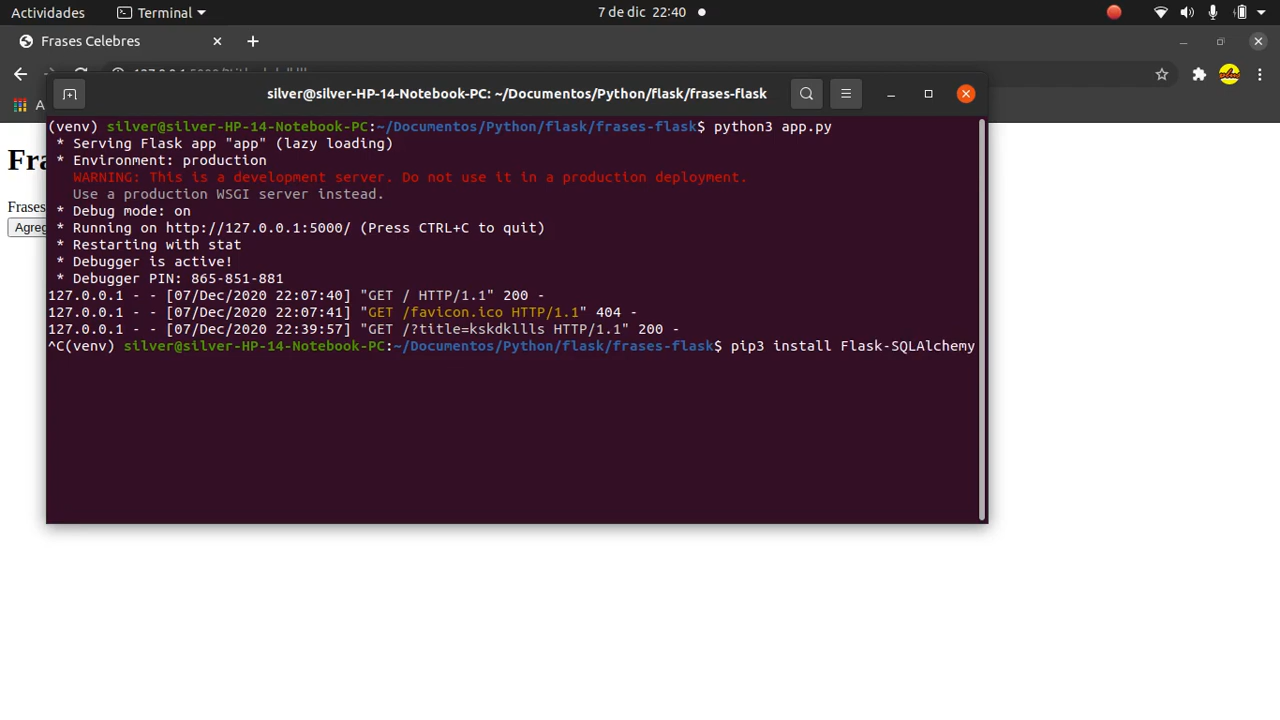 Actividades
Terminal
7 de dic 22:40
Frases Celebres
silver@silver-HP-14-Notebook-PC: ~/Documentos/Python/flask/frases-flask
A
(venv) silver@silver-HP-14-Notebook-PC:~/Documentos/Python/flask/frases-flask$ python3 app.py
* Serving Flask app "app" (lazy loading)
* Environment: production
WARNING: This is a development server. Do not use it in a production deployment.
Use a production WSGI server instead.
* Debug mode: on
* Running on http://127.0.0.1:5000/ (Press CTRL+C to quit)
* Restarting with stat
* Debugger is active!
* Debugger PIN: 865-851-881
127.0.0.1 - - [07/Dec/2020 22:07:40] "GET / HTTP/1.1" 200 -
127.0.0.1 - - [07/Dec/2020 22:07:41] "GET /favicon.ico HTTP/1.1" 404 -
127.0.0.1 - - [07/Dec/2020 22:39:57] "GET /?title=kskdkllls HTTP/1.1" 200 -
^C(venv) silver@silver-HP-14-Notebook-PC:~/Documentos/Python/flask/frases-flask$ pip3 install Flask-SQLAlchemy
Fra
Frases
Agreg